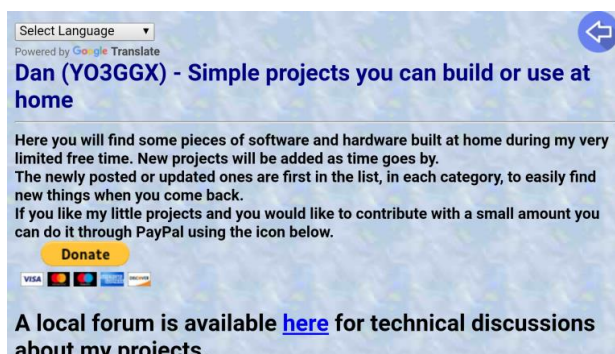 Select Language
Powered by Google Translate
Dan (YO3GGX) - Simple projects you can build or use at
home
Here you will find some pieces of software and hardware built at home during my very
limited free time. New projects will be added as time goes by.
The newly posted or updated ones are first in the list, in each category, to easily find
new things when you come back.
If you like my little projects and you would like to contribute with a small amount you
can do it through PayPal using the icon below.
Donate
VISA
A local forum is available here for technical discussions
about my projects